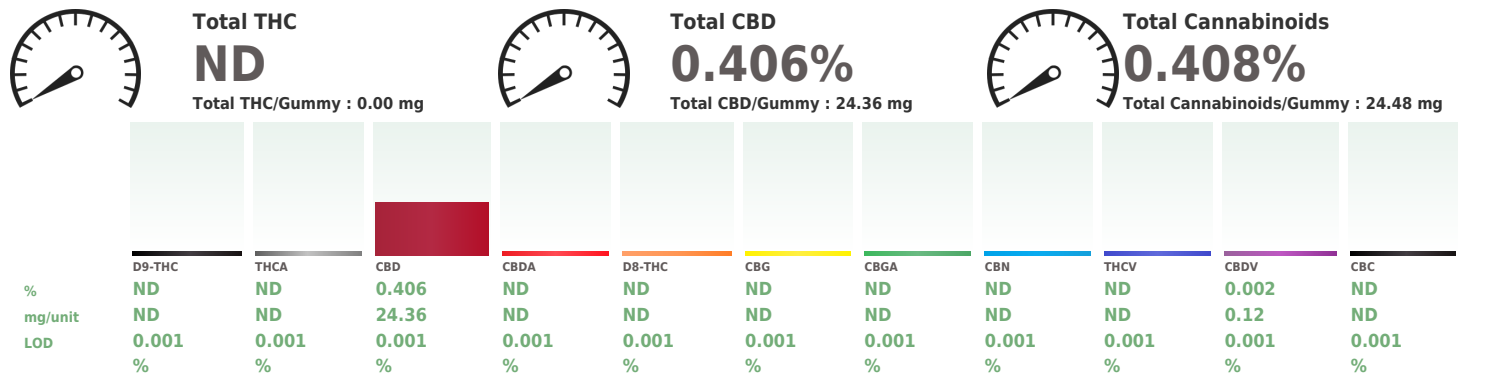 Total THC
ND
Total THC/Gummy : 0.00 mg
Total CBD
0.406%
Total CBD/Gummy : 24.36 mg
Total Cannabinoids
0.408%
Total Cannabinoids/Gummy : 24.48 mg
D9-THC THCA CBD CBDA D8-THC CBG CBGA CBN THCV CBDV CBC
% ND ND 0.406 ND ND ND ND ND ND 0.002 ND
mg/unit ND ND 24.36 ND ND ND ND ND ND 0.12 ND
LOD 0.001 0.001 0.001 0.001 0.001 0.001 0.001 0.001 0.001 0.001 0.001
% % % % % % % % % % %